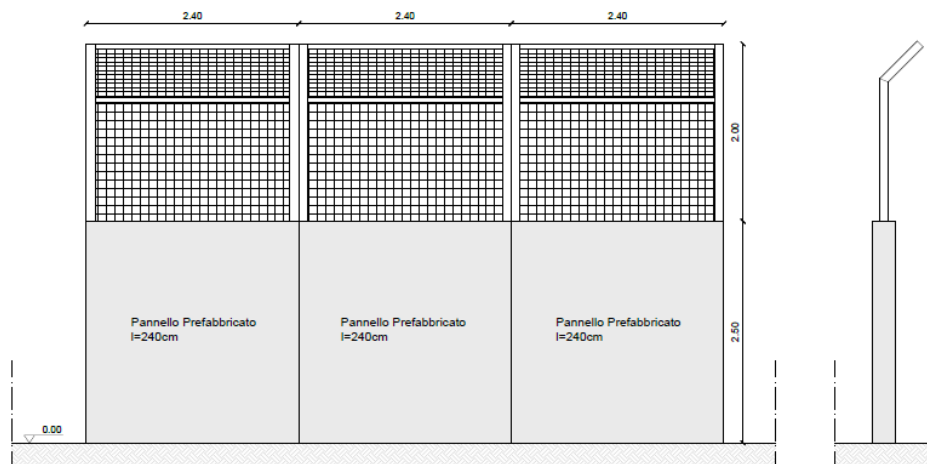 2.40 2.40 2.40
2.00
Pannello Prefabbricato
l=240cm
Pannello Prefabbricato
l=240cm
Pannello Prefabbricato
l=240cm
2.50
0.00